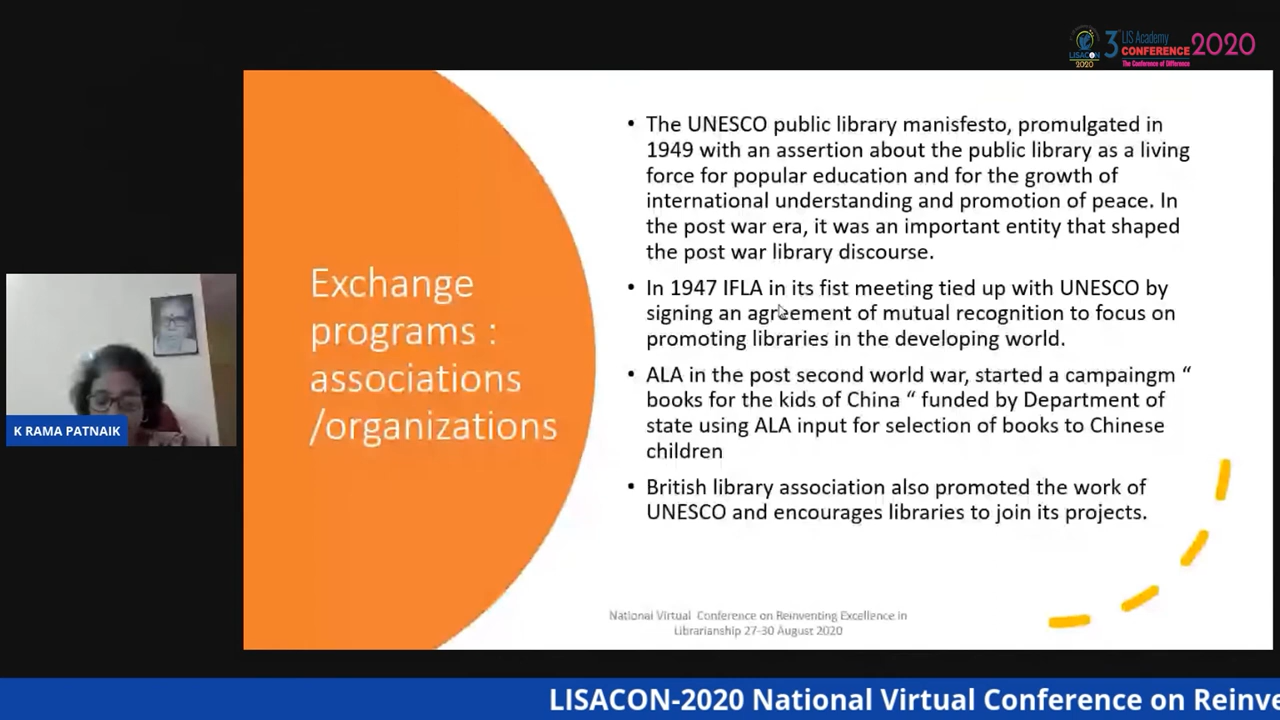 LISACON
2020
3rd LIS Academy
CONFERENCE 2020
The Conference of Difference
Exchange
programs :
associations
/organizations
• The UNESCO public library manisfesto, promulgated in
1949 with an assertion about the public library as a living
force for popular education and for the growth of
international understanding and promotion of peace. In
the post war era, it was an important entity that shaped
the post war library discourse.
• In 1947 IFLA in its fist meeting tied up with UNESCO by
signing an agreement of mutual recognition to focus on
promoting libraries in the developing world.
• ALA in the post second world war, started a campaingm “
books for the kids of China “ funded by Department of
state using ALA input for selection of books to Chinese
children
• British library association also promoted the work of
UNESCO and encourages libraries to join its projects.
K RAMA PATNAIK
National Virtual Conference on Reinventing Excellence in
Librarianship 27-30 August 2020
LISACON-2020 National Virtual Conference on Reinve